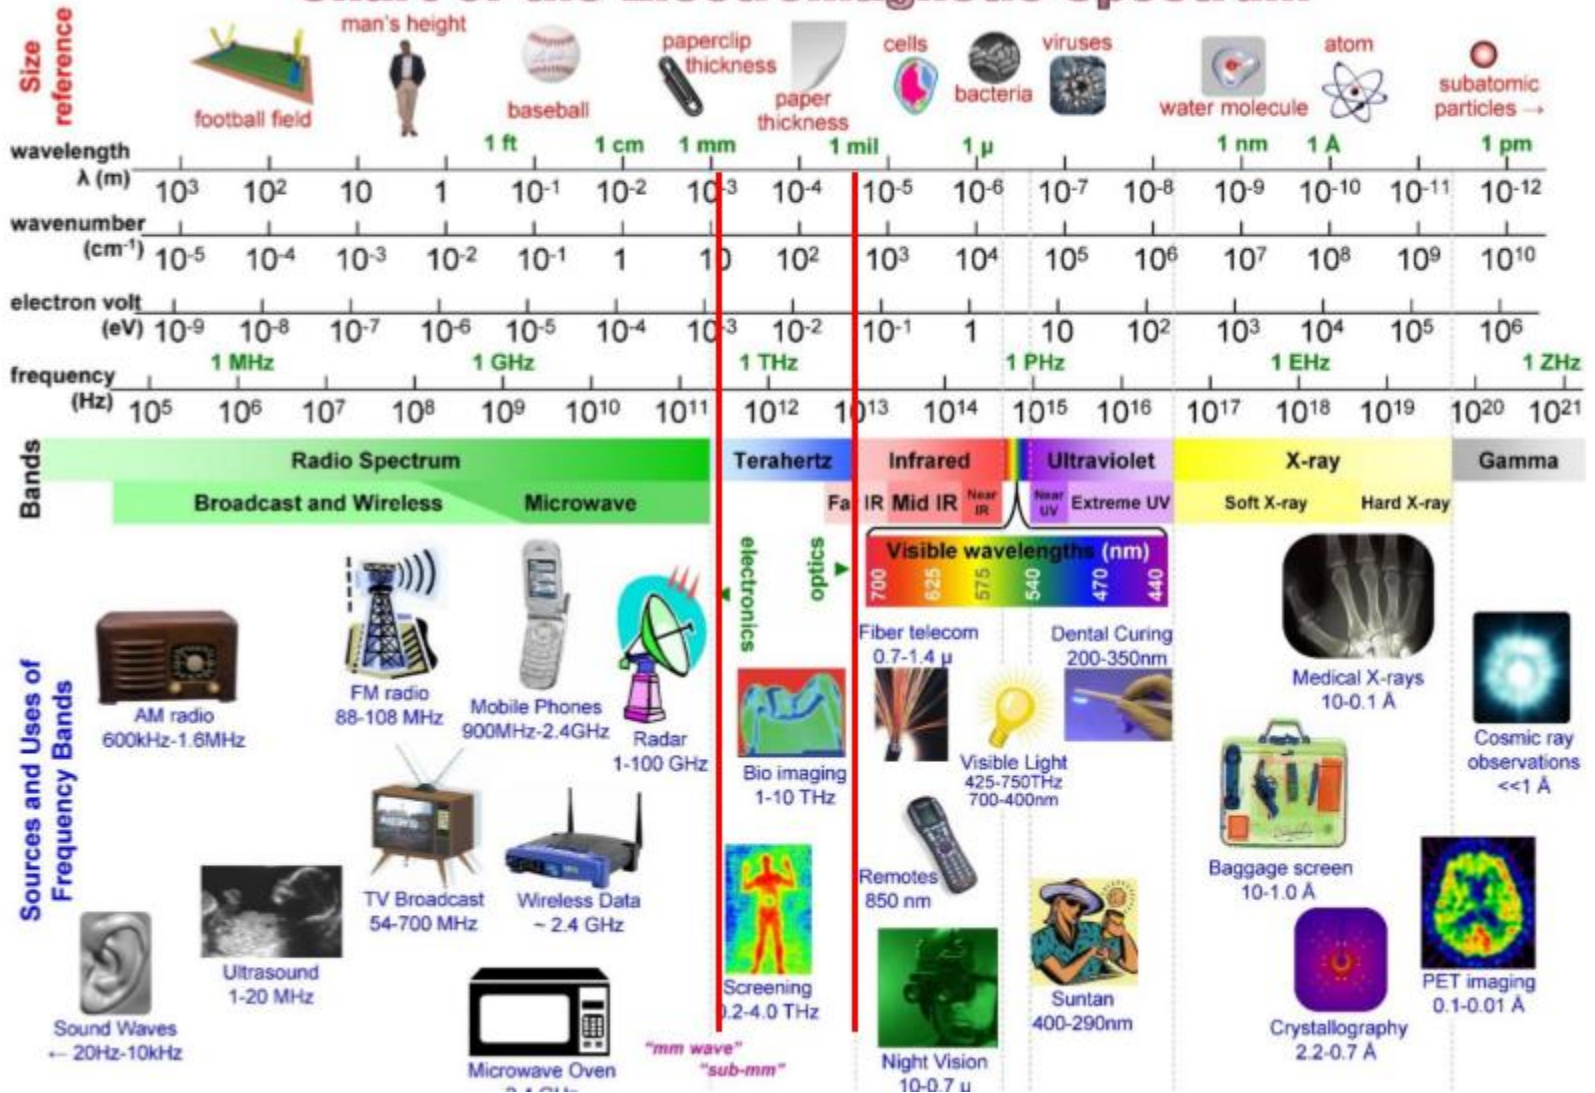 Chart of the Electromagnetic Spectrum
Size
reference
football field
man's height
baseball
paperclip
thickness
paper
thickness
cells
bacteria
viruses
water molecule
atom
subatomic
particles →
1 ft 1 cm 1 mm 1 mil 1 µ 1 nm 1 Å 1 pm
wavelength
λ (m)
10³ 10² 10 1 10⁻¹ 10⁻² 10⁻³ 10⁻⁴ 10⁻⁵ 10⁻⁶ 10⁻⁷ 10⁻⁸ 10⁻⁹ 10⁻¹⁰ 10⁻¹¹ 10⁻¹²
wavenumber
(cm⁻¹)
10⁻⁵ 10⁻⁴ 10⁻³ 10⁻² 10⁻¹ 1 10 10² 10³ 10⁴ 10⁵ 10⁶ 10⁷ 10⁸ 10⁹ 10¹⁰
electron volt
(eV)
10⁻⁹ 10⁻⁸ 10⁻⁷ 10⁻⁶ 10⁻⁵ 10⁻⁴ 10⁻³ 10⁻² 10⁻¹ 1 10 10² 10³ 10⁴ 10⁵ 10⁶
1 MHz 1 GHz 1 THz 1 PHz 1 EHz 1 ZHz
frequency
(Hz)
10⁵ 10⁶ 10⁷ 10⁸ 10⁹ 10¹⁰ 10¹¹ 10¹² 10¹³ 10¹⁴ 10¹⁵ 10¹⁶ 10¹⁷ 10¹⁸ 10¹⁹ 10²⁰ 10²¹
Bands
Radio Spectrum Terahertz Infrared Ultraviolet X-ray Gamma
Broadcast and Wireless Microwave Far IR Mid IR Near
IR
Near
UV
Extreme UV Soft X-ray Hard X-ray
Visible wavelengths (nm)
700 625 575 540 470 440
electronics
optics
Sources and Uses of
Frequency Bands
AM radio
600kHz-1.6MHz
FM radio
88-108 MHz
Mobile Phones
900MHz-2.4GHz
Radar
1-100 GHz
Bio imaging
1-10 THz
Fiber telecom
0.7-1.4 µ
Visible Light
425-750THz
700-400nm
Dental Curing
200-350nm
Medical X-rays
10-0.1 Å
Cosmic ray
observations
<<1 Å
Sound Waves
← 20Hz-10kHz
Ultrasound
1-20 MHz
TV Broadcast
54-700 MHz
Wireless Data
~ 2.4 GHz
Microwave Oven
"mm wave"
"sub-mm"
Screening
0.2-4.0 THz
Remotes
850 nm
Night Vision
10-0.7 µ
Suntan
400-290nm
Baggage screen
10-1.0 Å
Crystallography
2.2-0.7 Å
PET imaging
0.1-0.01 Å